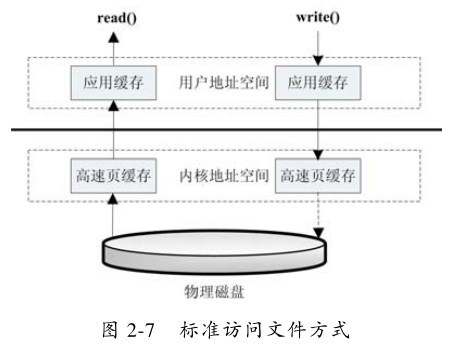 read() write()
应用缓存 用户地址空间 应用缓存
高速页缓存 内核地址空间 高速页缓存
物理磁盘
图 2-7 标准访问文件方式